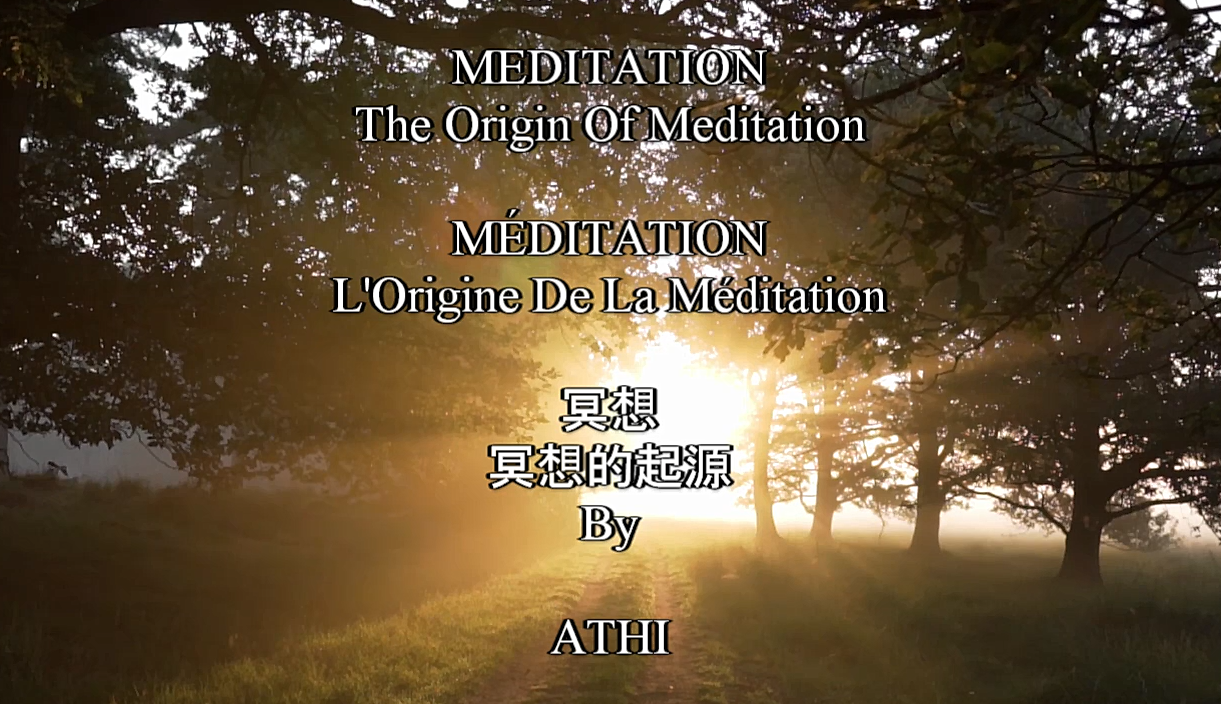 MEDITATION
The Origin Of Meditation
MÉDITATION
L'Origine De La Méditation
冥想
冥想的起源
By
ATHI